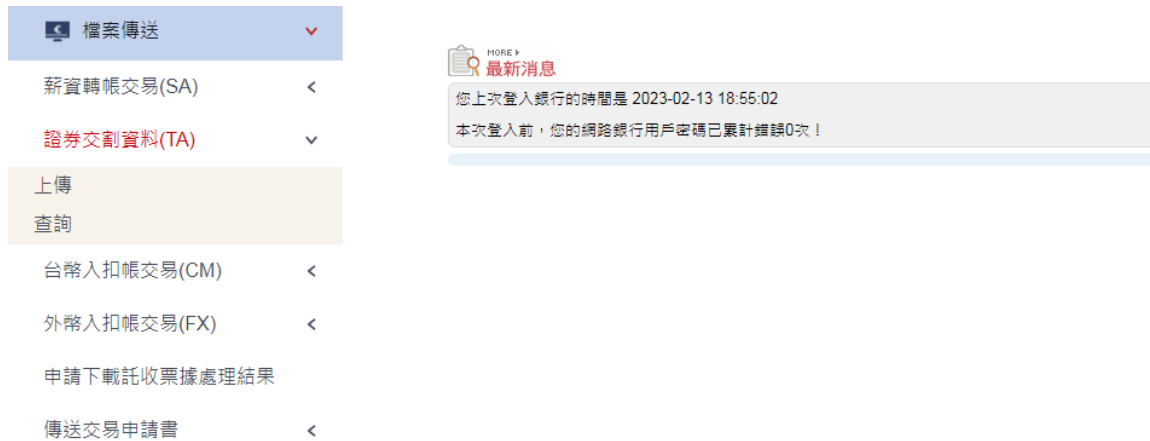 檔案傳送
薪資轉帳交易(SA)
證券交割資料(TA)
上傳
查詢
台幣入扣帳交易(CM)
外幣入扣帳交易(FX)
申請下載託收票據處理結果
傳送交易申請書
MORE
最新消息
您上次登入銀行的時間是 2023-02-13 18:55:02
本次登入前，您的網路銀行用戶密碼已累計錯誤0次！